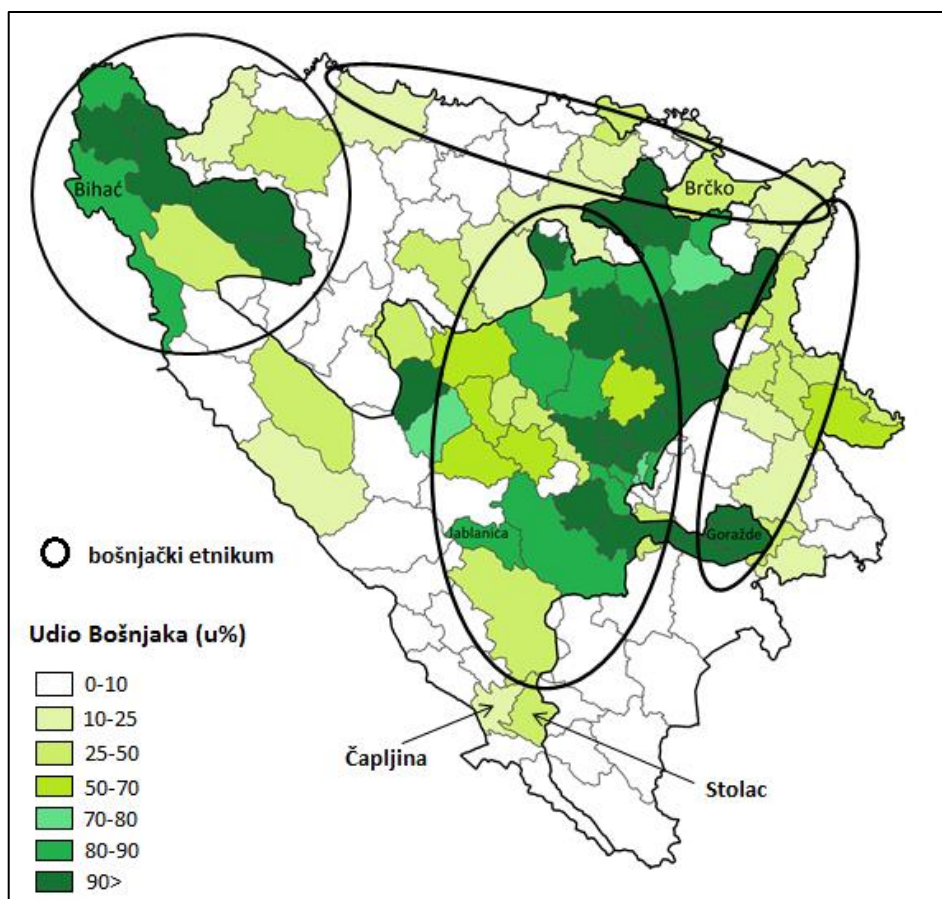 Bihać
Brčko
Jablanica
Goražde
bošnjački etnikum
Udio Bošnjaka (u%)
0-10
10-25
25-50
50-70
70-80
80-90
90>
Čapljina
Stolac